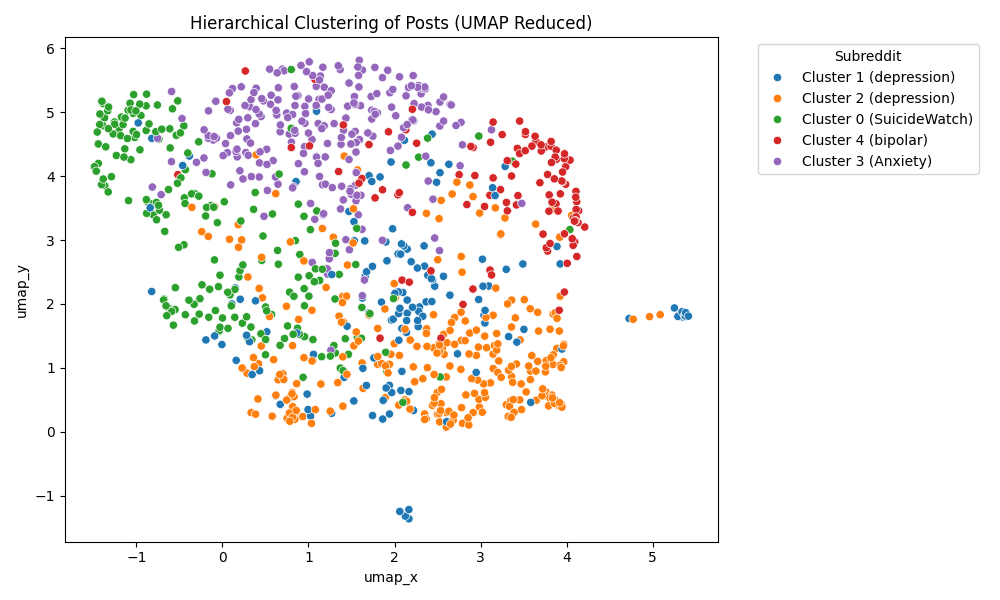 Hierarchical Clustering of Posts (UMAP Reduced)
Subreddit
Cluster 1 (depression)
Cluster 2 (depression)
Cluster 0 (SuicideWatch)
Cluster 4 (bipolar)
Cluster 3 (Anxiety)
umap_y
6
5
4
3
2
1
0
−1
−1 0 1 2 3 4 5
umap_x